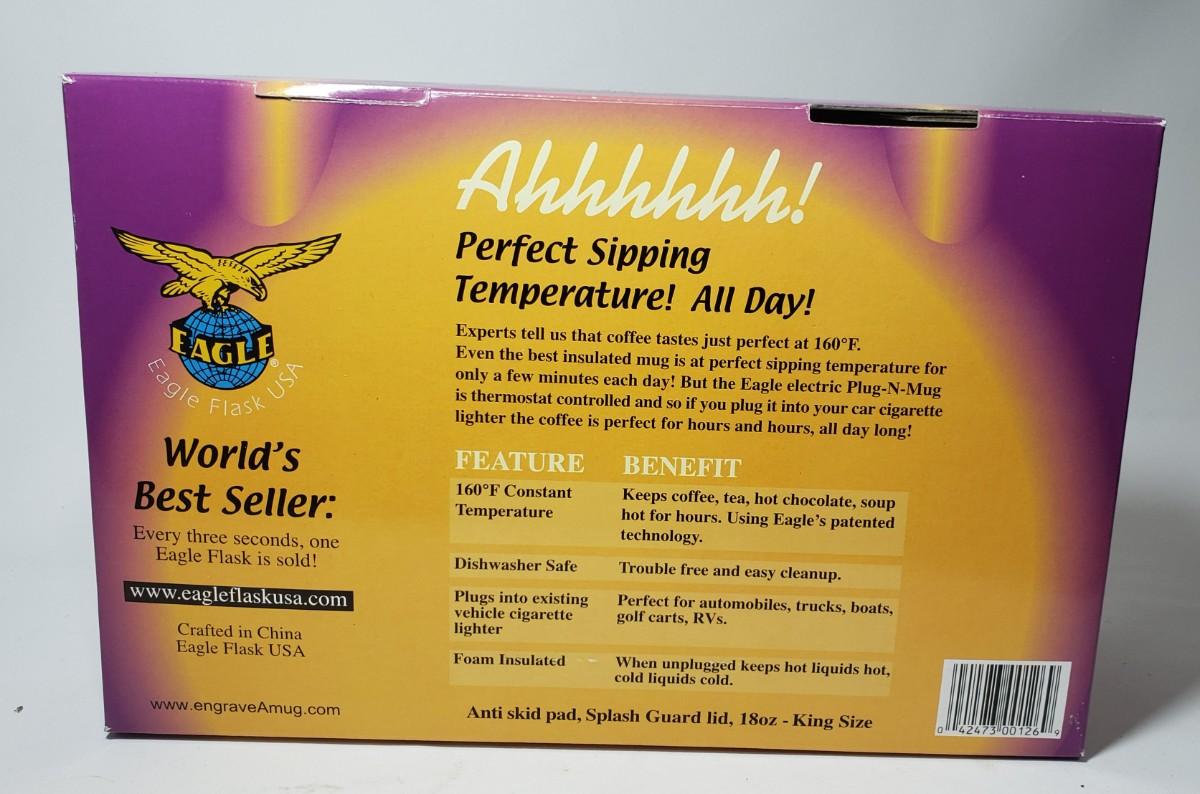 Ahhhhhh!
Perfect Sipping
Temperature! All Day!
Experts tell us that coffee tastes just perfect at 160°F.
Even the best insulated mug is at perfect sipping temperature for
only a few minutes each day! But the Eagle electric Plug-N-Mug
is thermostat controlled and so if you plug it into your car cigarette
lighter the coffee is perfect for hours and hours, all day long!
EAGLE®
Eagle Flask USA
World's
Best Seller:
Every three seconds, one
Eagle Flask is sold!
www.eagleflaskusa.com
Crafted in China
Eagle Flask USA
www.engraveAmug.com
FEATURE BENEFIT
160°F Constant
Temperature
Keeps coffee, tea, hot chocolate, soup
hot for hours. Using Eagle's patented
technology.
Dishwasher Safe
Trouble free and easy cleanup.
Plugs into existing
vehicle cigarette
lighter
Perfect for automobiles, trucks, boats,
golf carts, RVs.
Foam Insulated
When unplugged keeps hot liquids hot,
cold liquids cold.
Anti skid pad, Splash Guard lid, 18oz - King Size
0 42473 00126 9